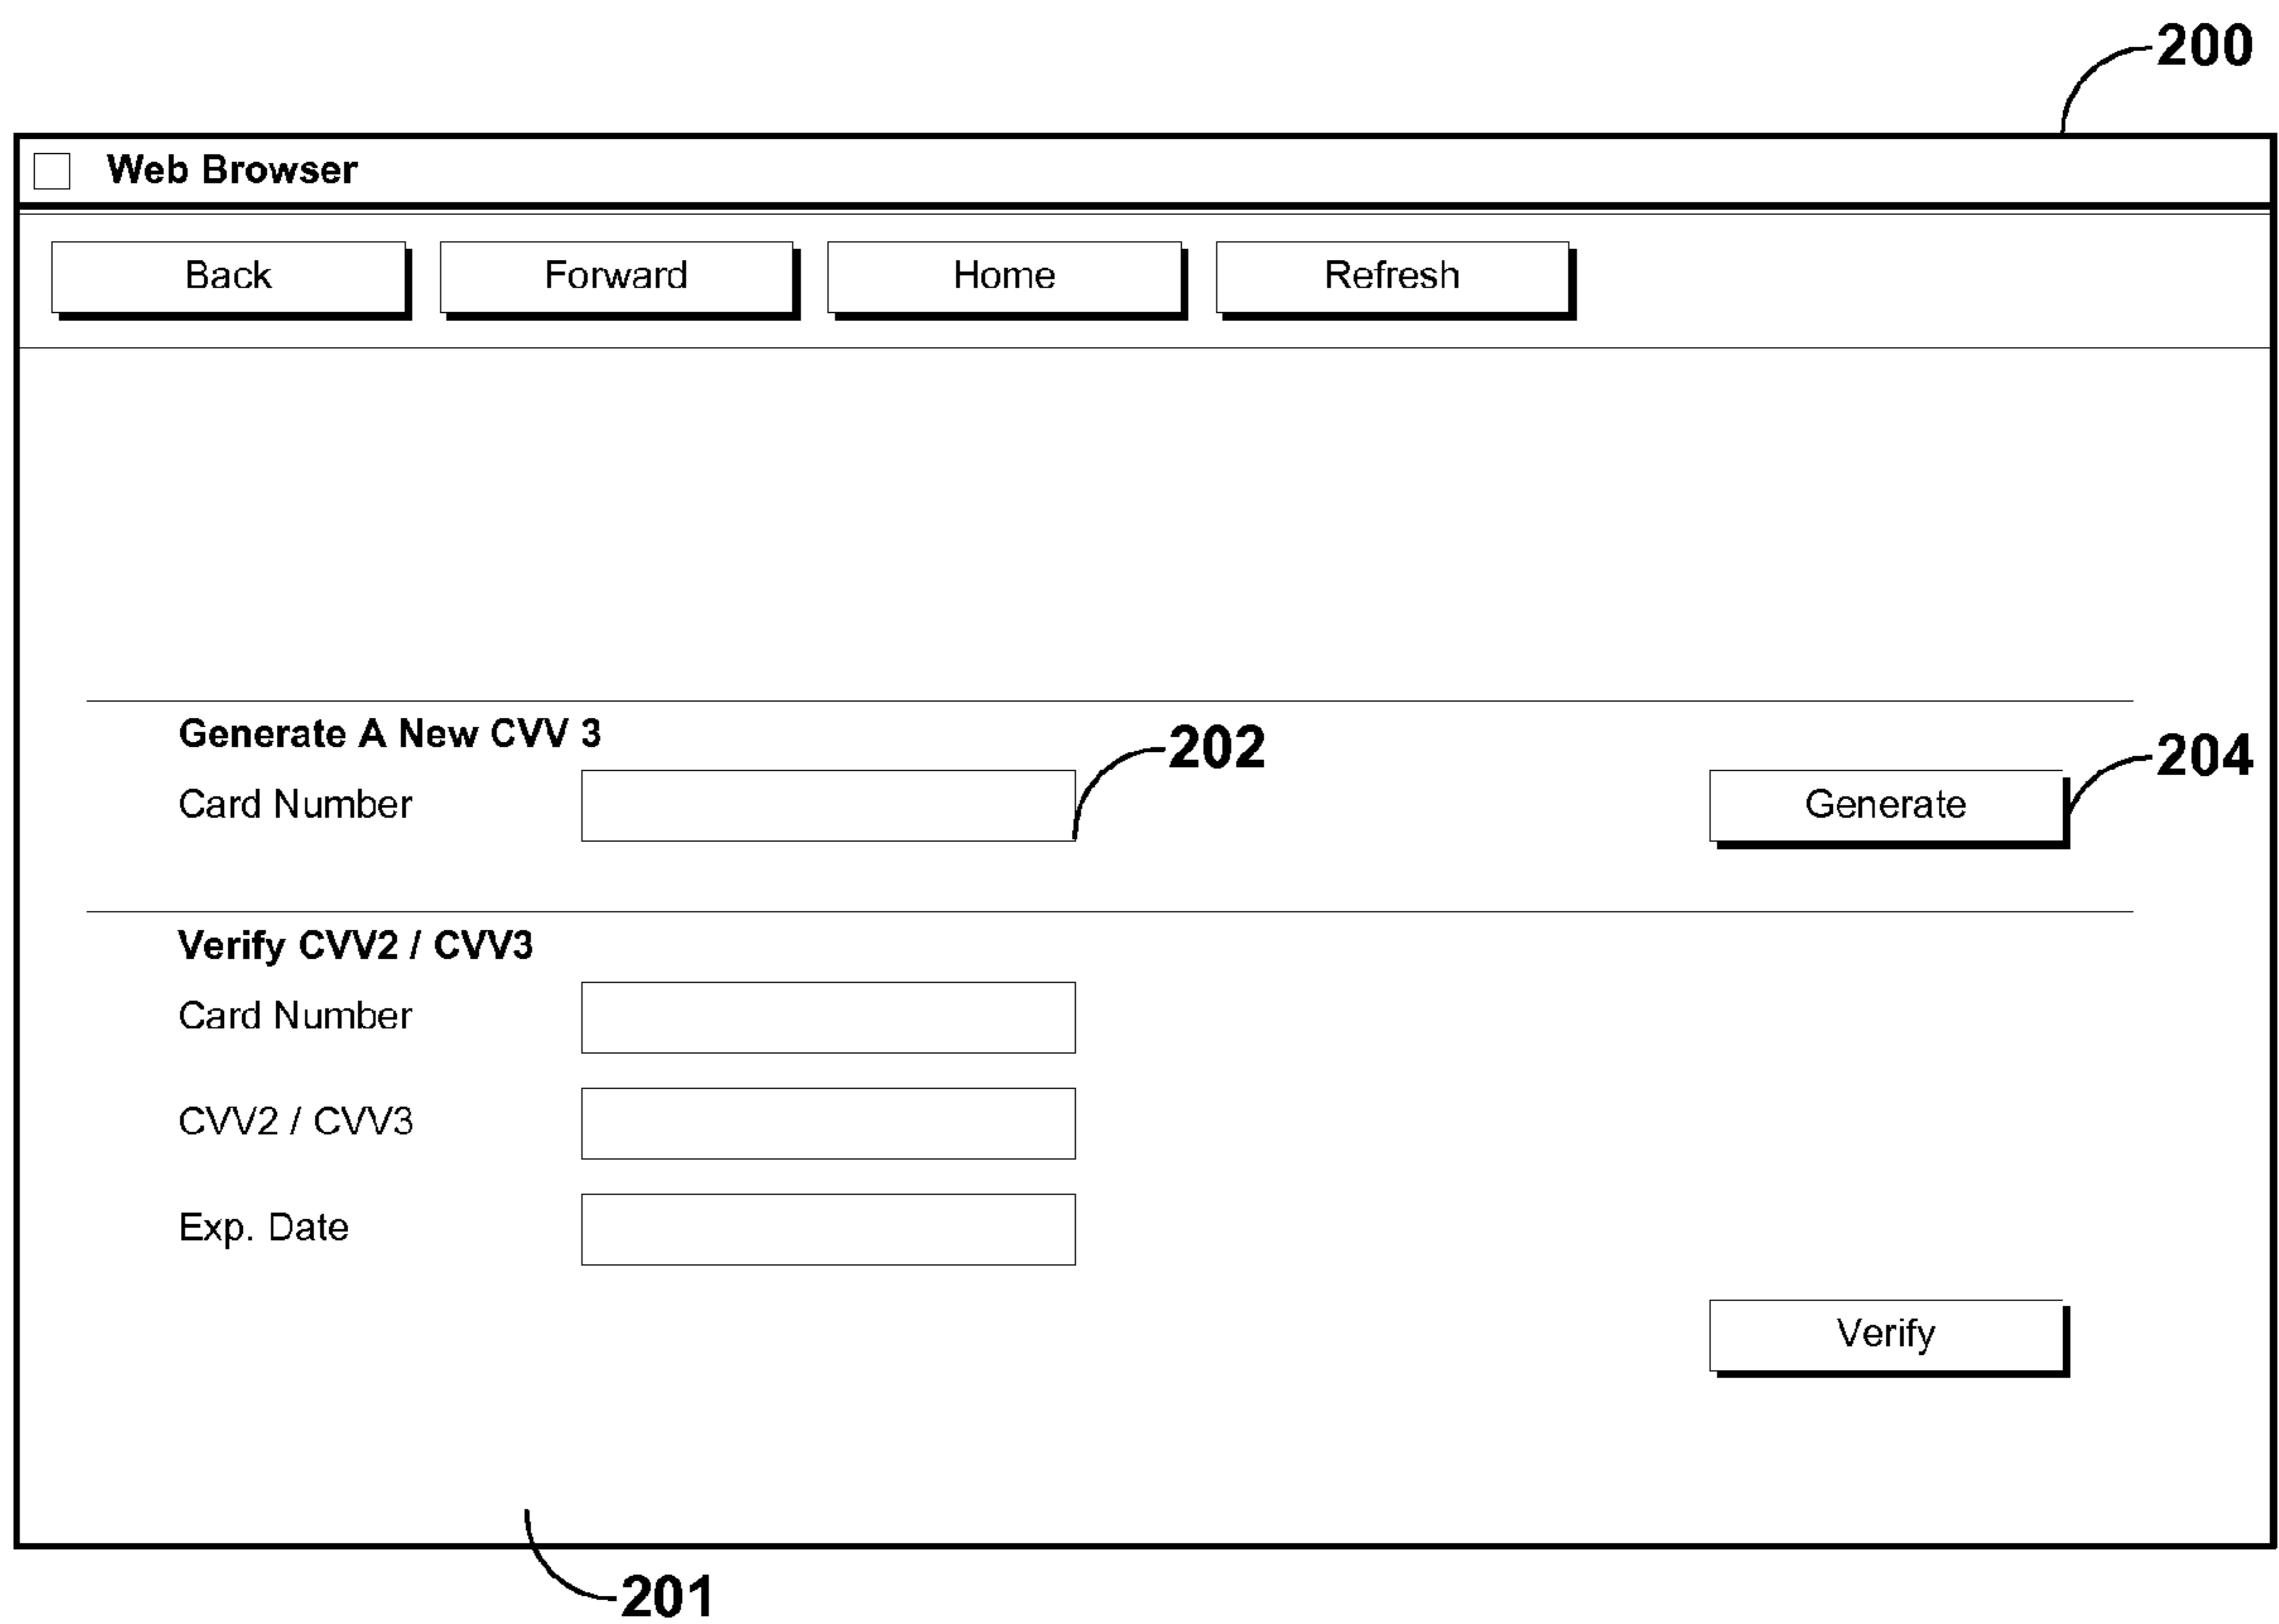 200
Web Browser
Back Forward Home Refresh
Generate A New CVV 3
202
204
Card Number
Generate
Verify CVV2 / CVV3
Card Number
CVV2 / CVV3
Exp. Date
Verify
201